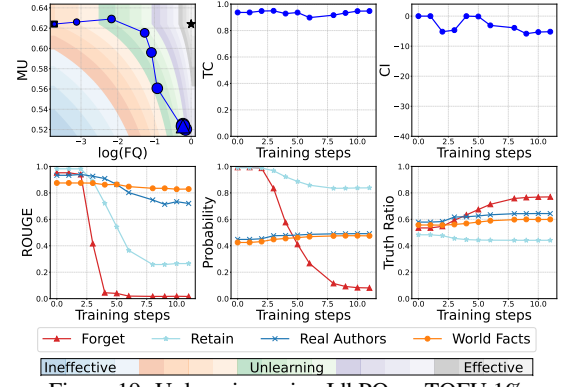 0.64
0.62
0.60
0.58
0.56
0.54
0.52
MU
−3 −2 −1 0
log(FQ)
1.0
0.8
0.6
0.4
0.2
0.0
TC
0.0 2.5 5.0 7.5 10.0
Training steps
0
−10
−20
−30
−40
CI
0.0 2.5 5.0 7.5 10.0
Training steps
1.0
0.8
0.6
0.4
0.2
0.0
ROUGE
0.0 2.5 5.0 7.5 10.0
Training steps
1.0
0.8
0.6
0.4
0.2
0.0
Probability
0.0 2.5 5.0 7.5 10.0
Training steps
1.0
0.8
0.6
0.4
0.2
0.0
Truth Ratio
0.0 2.5 5.0 7.5 10.0
Training steps
Forget Retain Real Authors World Facts
Ineffective Unlearning Effective